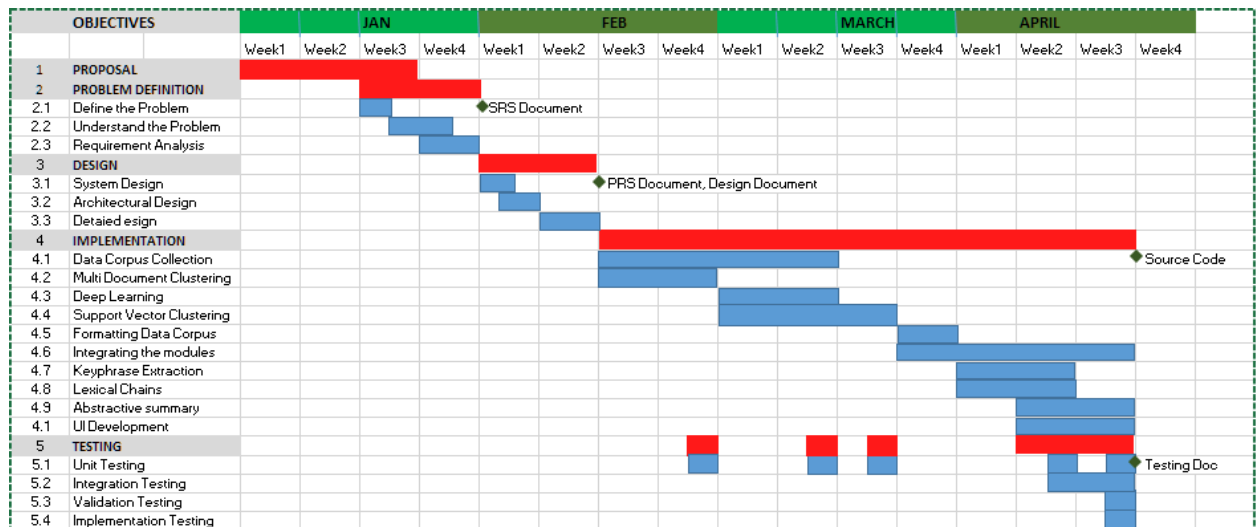 OBJECTIVES JAN FEB MARCH APRIL
Week1 Week2 Week3 Week4 Week1 Week2 Week3 Week4 Week1 Week2 Week3 Week4 Week1 Week2 Week3 Week4
1 PROPOSAL
2 PROBLEM DEFINITION
2.1 Define the Problem SRS Document
2.2 Understand the Problem
2.3 Requirement Analysis
3 DESIGN
3.1 System Design PRS Document, Design Document
3.2 Architectural Design
3.3 Detaied esign
4 IMPLEMENTATION
4.1 Data Corpus Collection Source Code
4.2 Multi Document Clustering
4.3 Deep Learning
4.4 Support Vector Clustering
4.5 Formatting Data Corpus
4.6 Integrating the modules
4.7 Keyphrase Extraction
4.8 Lexical Chains
4.9 Abstractive summary
4.1 UI Development
5 TESTING
5.1 Unit Testing Testing Doc
5.2 Integration Testing
5.3 Validation Testing
5.4 Implementation Testing